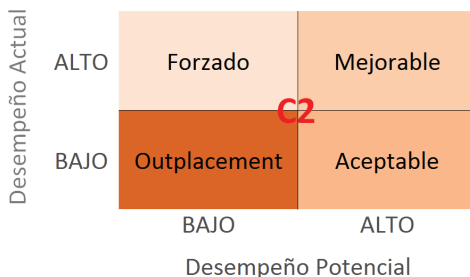 Desempeño Actual
ALTO
Forzado
Mejorable
C2
BAJO
Outplacement
Aceptable
BAJO
ALTO
Desempeño Potencial